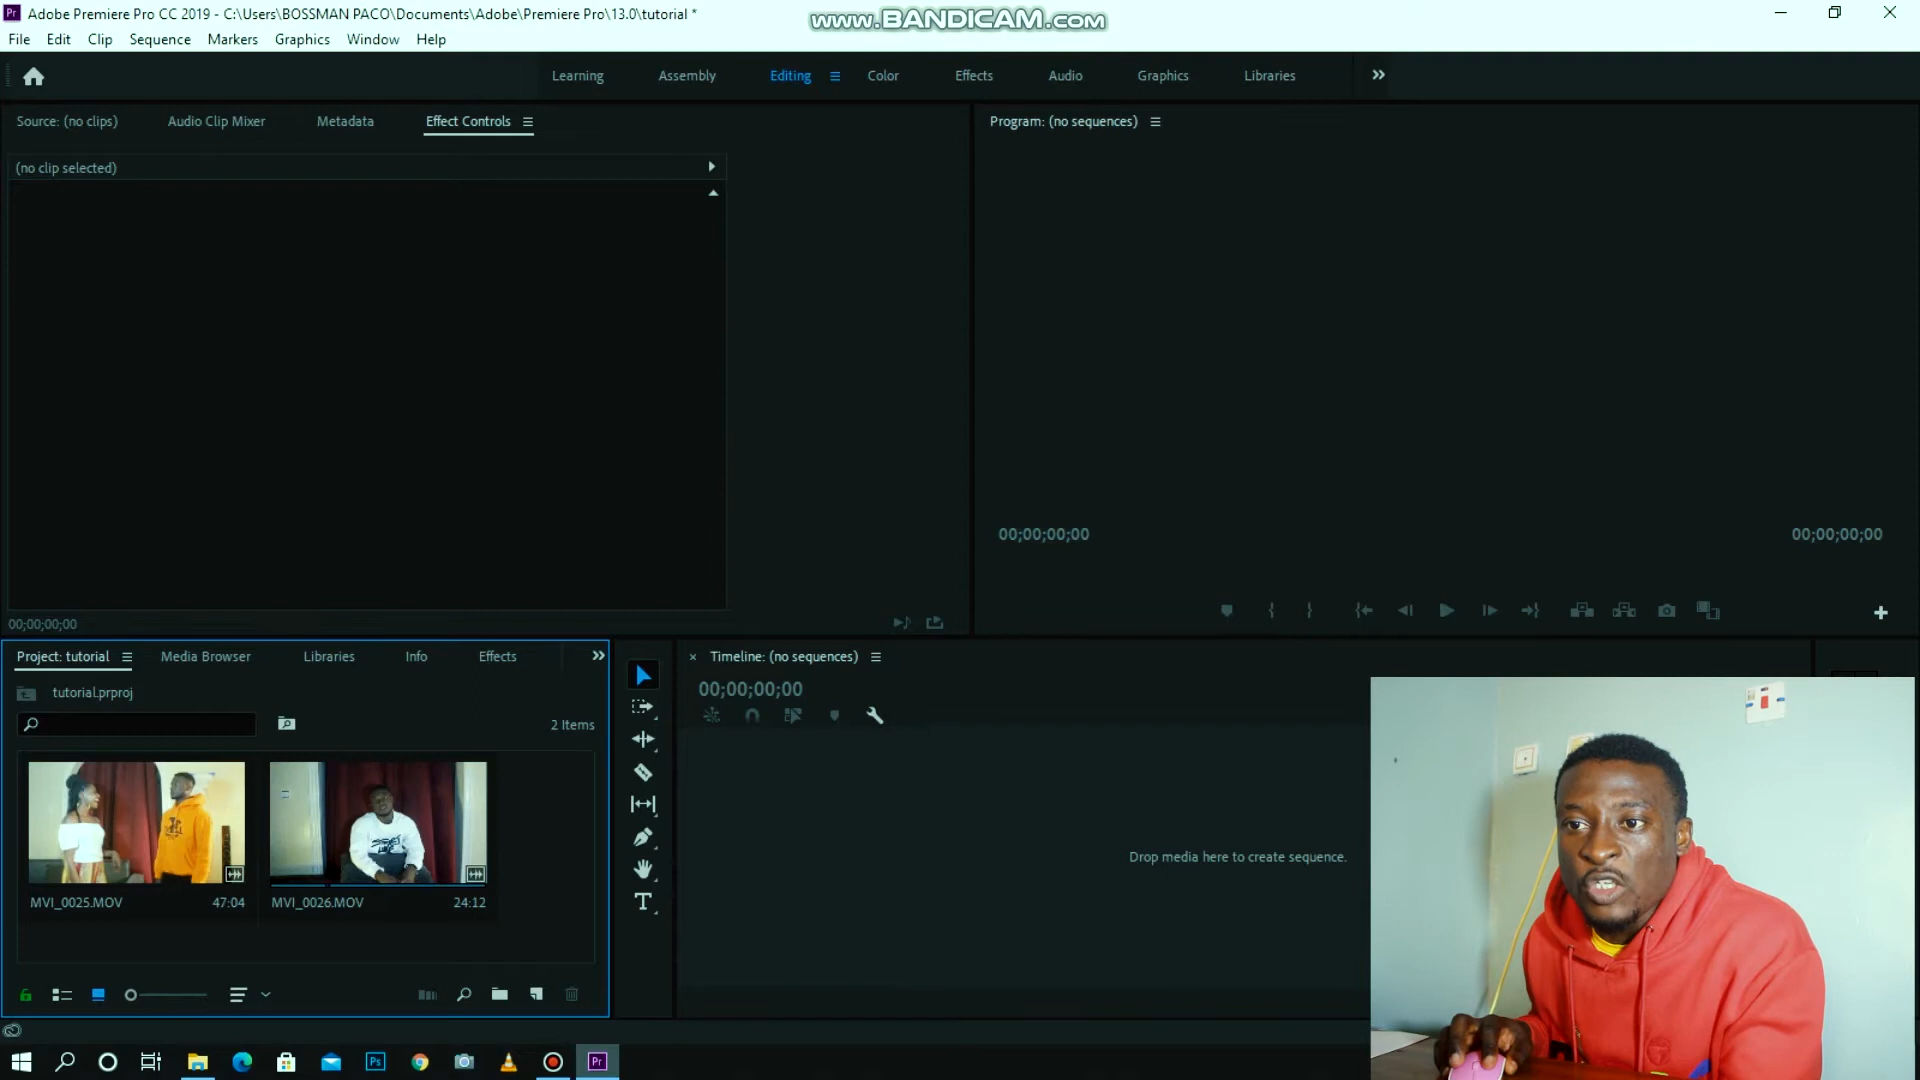 Adobe Premiere Pro CC 2019 - C:\Users\BOSSMAN PACO\Documents\Adobe\Premiere Pro\13.0\tutorial *
www.BANDICAM.com
File Edit Clip Sequence Markers Graphics Window Help
Learning Assembly Editing Color Effects Audio Graphics Libraries
Source: (no clips) Audio Clip Mixer Metadata Effect Controls
Program: (no sequences)
(no clip selected)
00;00;00;00 00;00;00;00
00;00;00;00
Project: tutorial Media Browser Libraries Info Effects
Timeline: (no sequences)
00;00;00;00
tutorial.prproj
2 Items
Drop media here to create sequence.
MVI_0025.MOV 47:04
MVI_0026.MOV 24:12